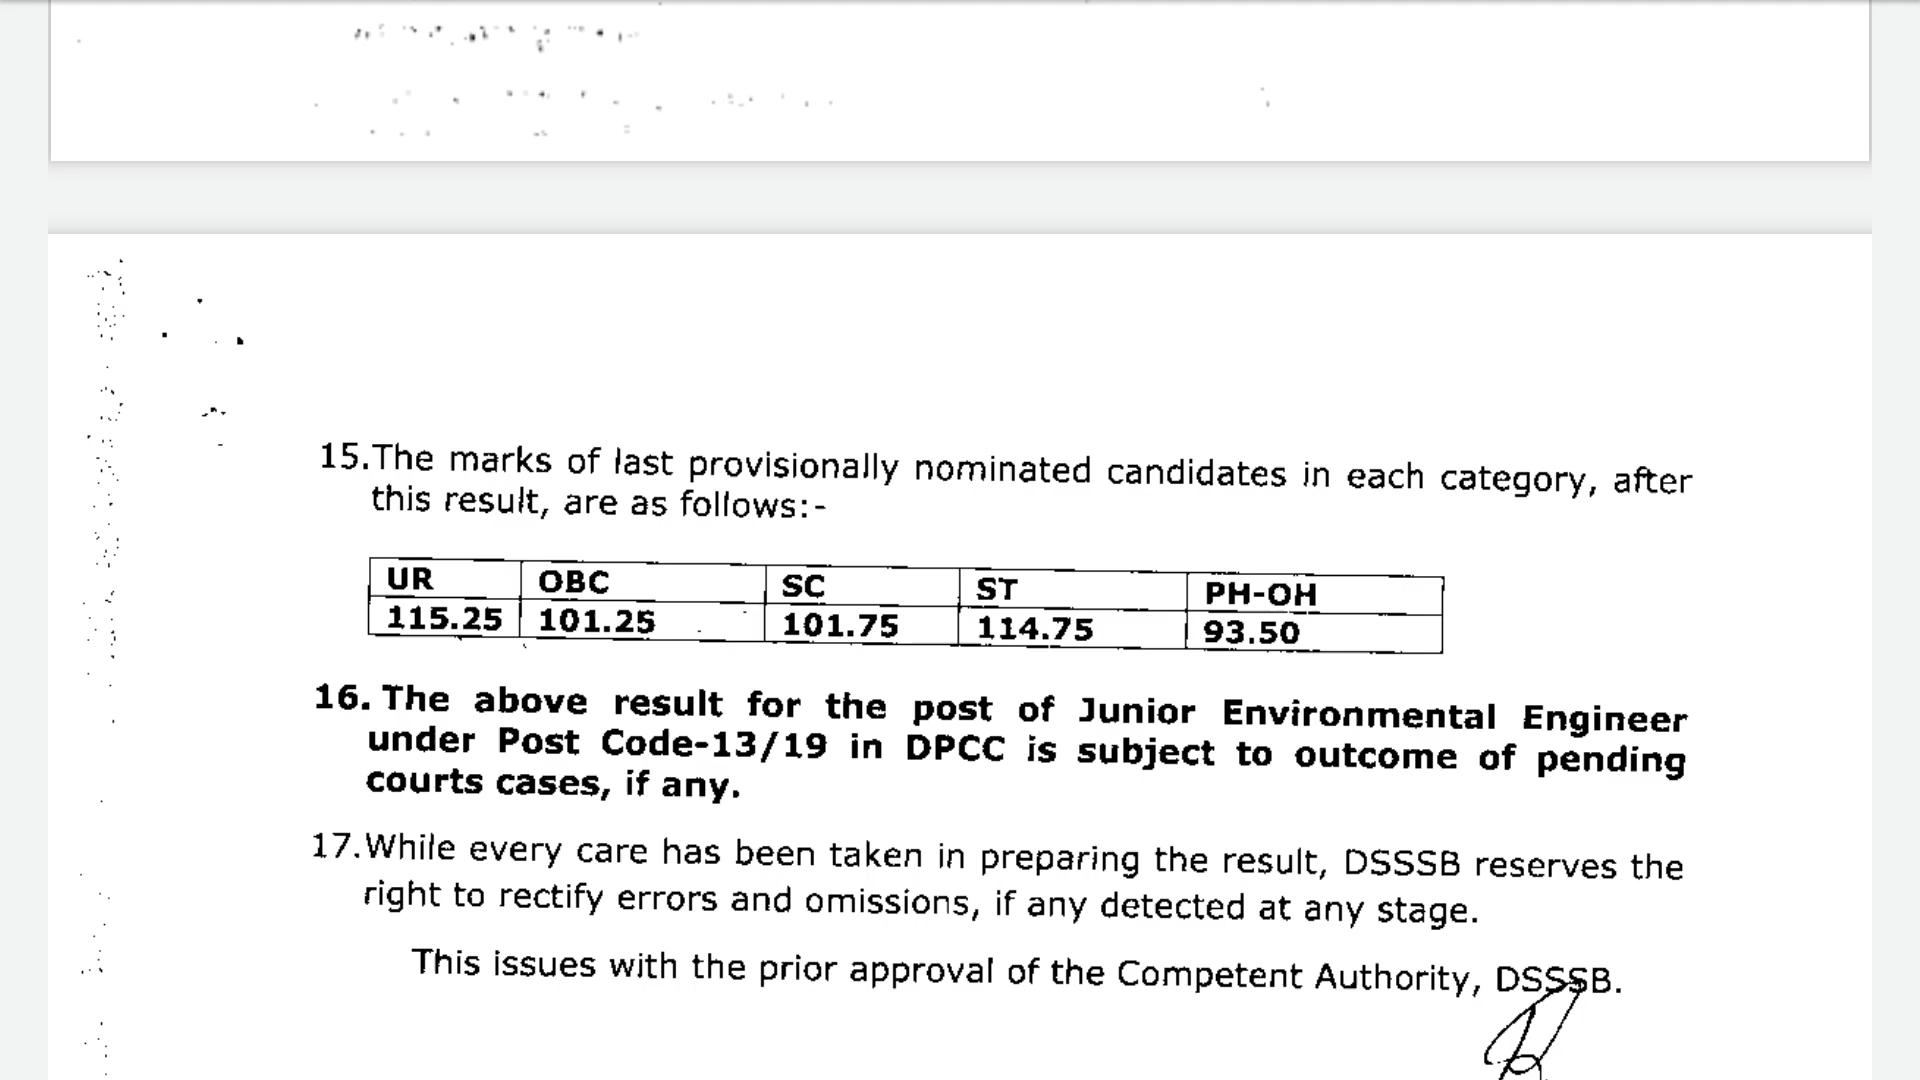 15.The marks of last provisionally nominated candidates in each category, after
this result, are as follows:-
UR OBC SC ST PH-OH
115.25 101.25 101.75 114.75 93.50
16. The above result for the post of Junior Environmental Engineer
under Post Code-13/19 in DPCC is subject to outcome of pending
courts cases, if any.
17.While every care has been taken in preparing the result, DSSSB reserves the
right to rectify errors and omissions, if any detected at any stage.
This issues with the prior approval of the Competent Authority, DSSSB.